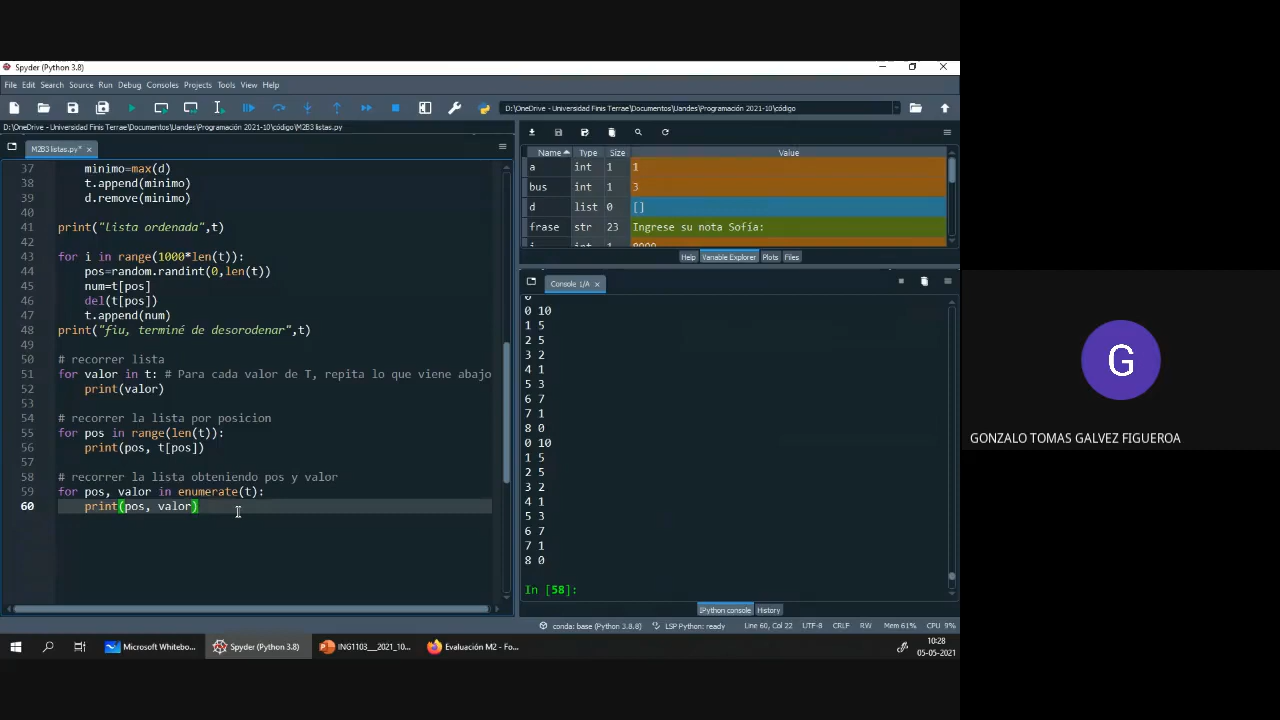 Spyder (Python 3.8)
File Edit Search Source Run Debug Consoles Projects Tools View Help
D:\OneDrive - Universidad Finis Terrae\Documentos\Uandes\Programación 2021-10\código
D:\OneDrive - Universidad Finis Terrae\Documentos\Uandes\Programación 2021-10\código\M2B3 listas.py
M2B3 listas.py*
37 minimo=max(d)
38 t.append(minimo)
39 d.remove(minimo)
40
41 print("lista ordenada",t)
42
43 for i in range(1000*len(t)):
44 pos=random.randint(0,len(t))
45 num=t[pos]
46 del(t[pos])
47 t.append(num)
48 print("fiu, terminé de desorodenar",t)
49
50 # recorrer lista
51 for valor in t: # Para cada valor de T, repita lo que viene abajo
52 print(valor)
53
54 # recorrer la lista por posicion
55 for pos in range(len(t)):
56 print(pos, t[pos])
57
58 # recorrer la lista obteniendo pos y valor
59 for pos, valor in enumerate(t):
60 print(pos, valor)
Name Type Size Value
a int 1 1
bus int 1 3
d list 0 []
frase str 23 Ingrese su nota Sofía:
i int 1 8000
Help Variable Explorer Plots Files
Console 1/A
0
0 10
1 5
2 5
3 2
4 1
5 3
6 7
7 1
8 0
0 10
1 5
2 5
3 2
4 1
5 3
6 7
7 1
8 0
In [58]:
IPython console History
conda: base (Python 3.8.8) LSP Python: ready Line 60, Col 22 UTF-8 CRLF RW Mem 61% CPU 9%
Microsoft Whitebo... Spyder (Python 3.8) ING1103___2021_10... Evaluación M2 - Fo...
10:28
05-05-2021
G
GONZALO TOMAS GALVEZ FIGUEROA